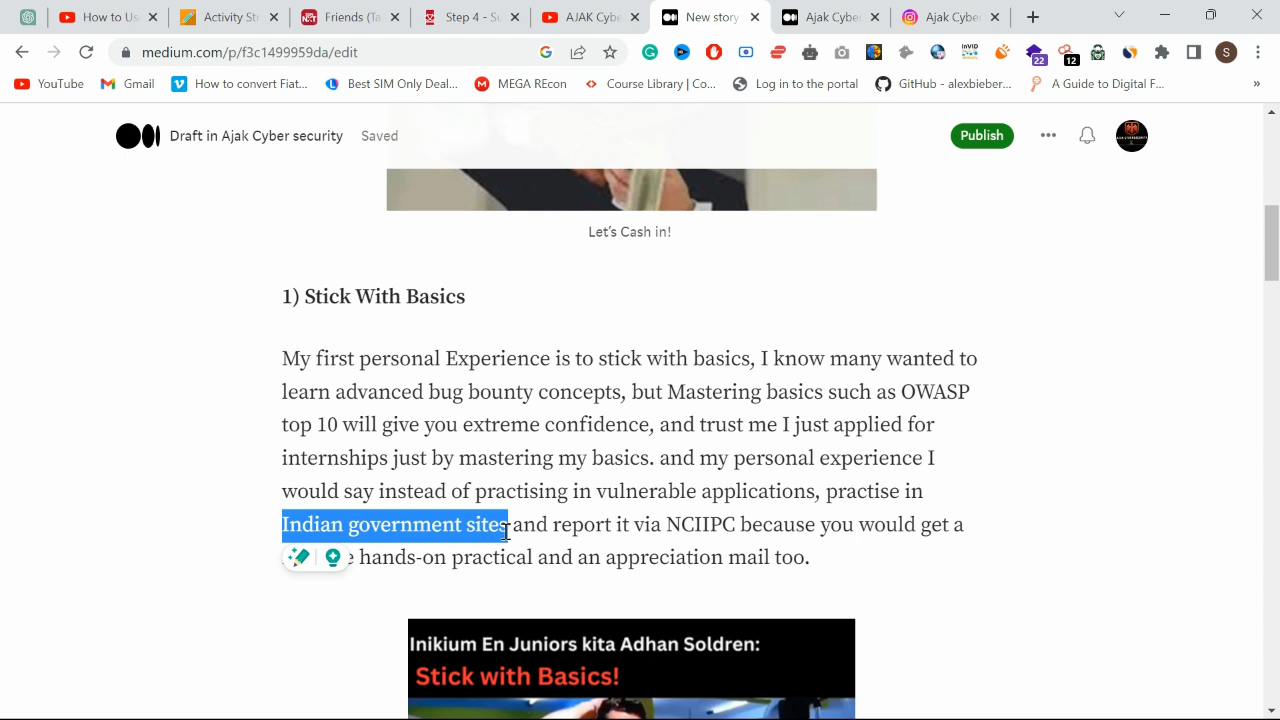 How to Us
Activity St
Friends (Ta
Step 4 - S
AJAK Cybe
New story
Ajak Cyber
Ajak Cyber
medium.com/p/f3c1499959da/edit
22
12
S
YouTube
Gmail
How to convert Fiat...
Best SIM Only Deal...
MEGA REcon
Course Library | Co...
Log in to the portal
GitHub - alexbieber...
A Guide to Digital F...
»
Draft in Ajak Cyber security
Saved
Publish
Let's Cash in!
1) Stick With Basics
My first personal Experience is to stick with basics, I know many wanted to
learn advanced bug bounty concepts, but Mastering basics such as OWASP
top 10 will give you extreme confidence, and trust me I just applied for
internships just by mastering my basics. and my personal experience I
would say instead of practising in vulnerable applications, practise in
Indian government sites and report it via NCIIPC because you would get a
hands-on practical and an appreciation mail too.
Inikium En Juniors kita Adhan Soldren:
Stick with Basics!